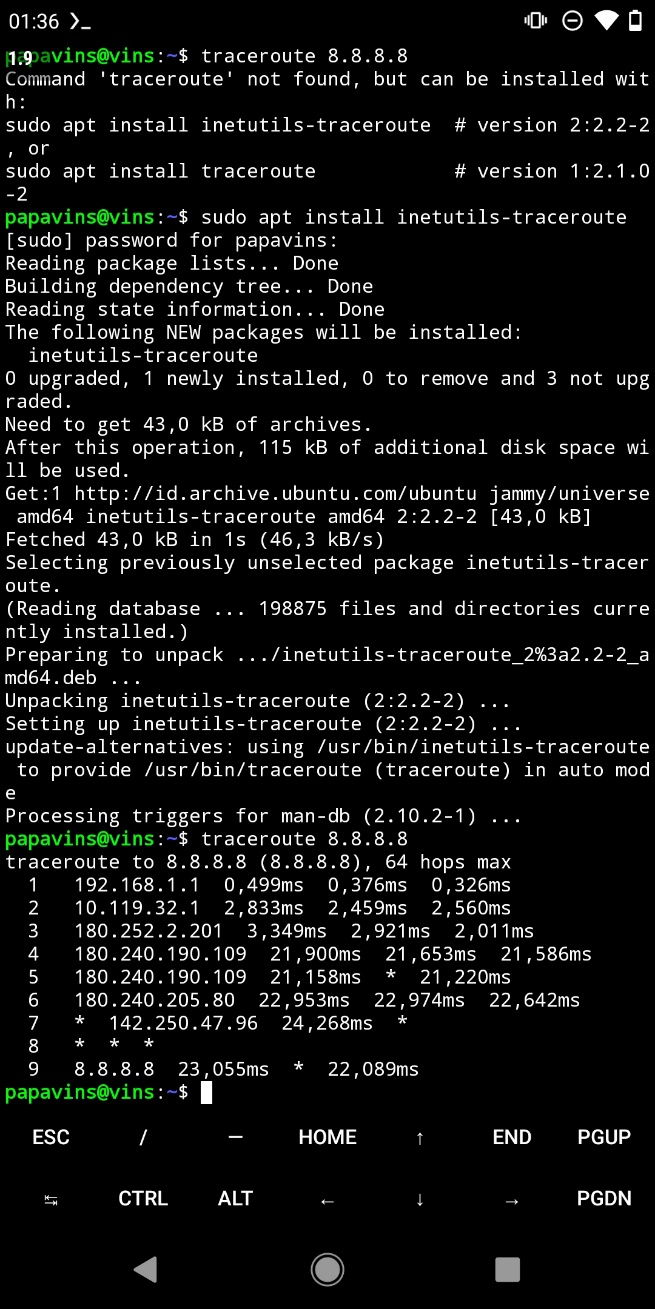 01:36
papavins@vins:~$ traceroute 8.8.8.8
1.9
Command 'traceroute' not found, but can be installed wit
h:
sudo apt install inetutils-traceroute  # version 2:2.2-2
, or
sudo apt install traceroute            # version 1:2.1.0
-2
papavins@vins:~$ sudo apt install inetutils-traceroute
[sudo] password for papavins:
Reading package lists... Done
Building dependency tree... Done
Reading state information... Done
The following NEW packages will be installed:
  inetutils-traceroute
0 upgraded, 1 newly installed, 0 to remove and 3 not upg
raded.
Need to get 43,0 kB of archives.
After this operation, 115 kB of additional disk space wi
ll be used.
Get:1 http://id.archive.ubuntu.com/ubuntu jammy/universe
 amd64 inetutils-traceroute amd64 2:2.2-2 [43,0 kB]
Fetched 43,0 kB in 1s (46,3 kB/s)
Selecting previously unselected package inetutils-tracer
oute.
(Reading database ... 198875 files and directories curre
ntly installed.)
Preparing to unpack .../inetutils-traceroute_2%3a2.2-2_a
md64.deb ...
Unpacking inetutils-traceroute (2:2.2-2) ...
Setting up inetutils-traceroute (2:2.2-2) ...
update-alternatives: using /usr/bin/inetutils-traceroute
 to provide /usr/bin/traceroute (traceroute) in auto mod
e
Processing triggers for man-db (2.10.2-1) ...
papavins@vins:~$ traceroute 8.8.8.8
traceroute to 8.8.8.8 (8.8.8.8), 64 hops max
  1   192.168.1.1  0,499ms  0,376ms  0,326ms
  2   10.119.32.1  2,833ms  2,459ms  2,560ms
  3   180.252.2.201  3,349ms  2,921ms  2,011ms
  4   180.240.190.109  21,900ms  21,653ms  21,586ms
  5   180.240.190.109  21,158ms  *  21,220ms
  6   180.240.205.80  22,953ms  22,974ms  22,642ms
  7   *  142.250.47.96  24,268ms  *
  8   *  *  *
  9   8.8.8.8  23,055ms  *  22,089ms
papavins@vins:~$
ESC / — HOME ↑ END PGUP
↹ CTRL ALT ← ↓ → PGDN